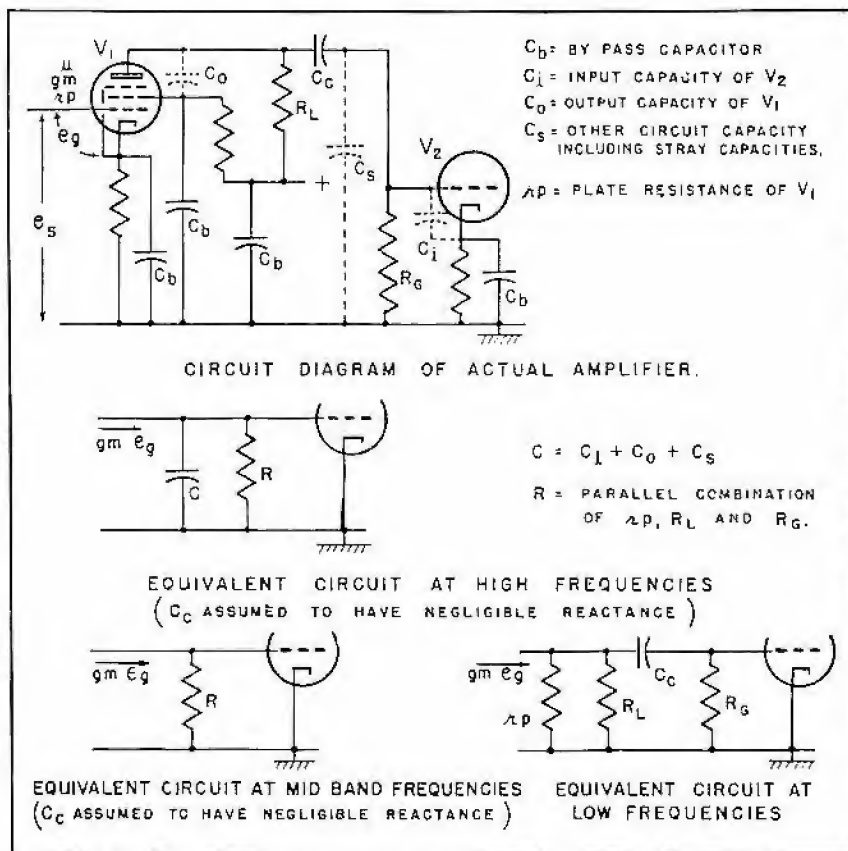 V₁
μ
gm
rp
eg
es
Co
Cc
RL
Cs
+
Cb
Cb
Cb
RG
V₂
Ci
Cb
Cb = BY PASS CAPACITOR
Ci = INPUT CAPACITY OF V₂
Co = OUTPUT CAPACITY OF V₁
Cs = OTHER CIRCUIT CAPACITY
INCLUDING STRAY CAPACITIES.
rp = PLATE RESISTANCE OF V₁
CIRCUIT DIAGRAM OF ACTUAL AMPLIFIER.
gm eg
C
R
C = Ci + Co + Cs
R = PARALLEL COMBINATION
OF rp, RL AND RG.
EQUIVALENT CIRCUIT AT HIGH FREQUENCIES
(Cc ASSUMED TO HAVE NEGLIGIBLE REACTANCE)
gm eg
R
EQUIVALENT CIRCUIT AT MID BAND FREQUENCIES
(Cc ASSUMED TO HAVE NEGLIGIBLE REACTANCE)
gm eg
rp
RL
Cc
RG
EQUIVALENT CIRCUIT AT
LOW FREQUENCIES